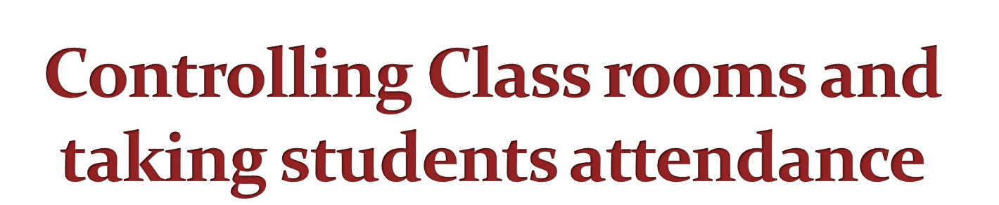 Controlling Class rooms and
taking students attendance